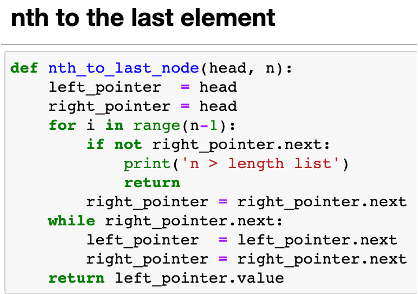 nth to the last element
def nth_to_last_node(head, n):
    left_pointer  = head
    right_pointer = head
    for i in range(n-1):
        if not right_pointer.next:
            print('n > length list')
            return
        right_pointer = right_pointer.next
    while right_pointer.next:
        left_pointer  = left_pointer.next
        right_pointer = right_pointer.next
    return left_pointer.value